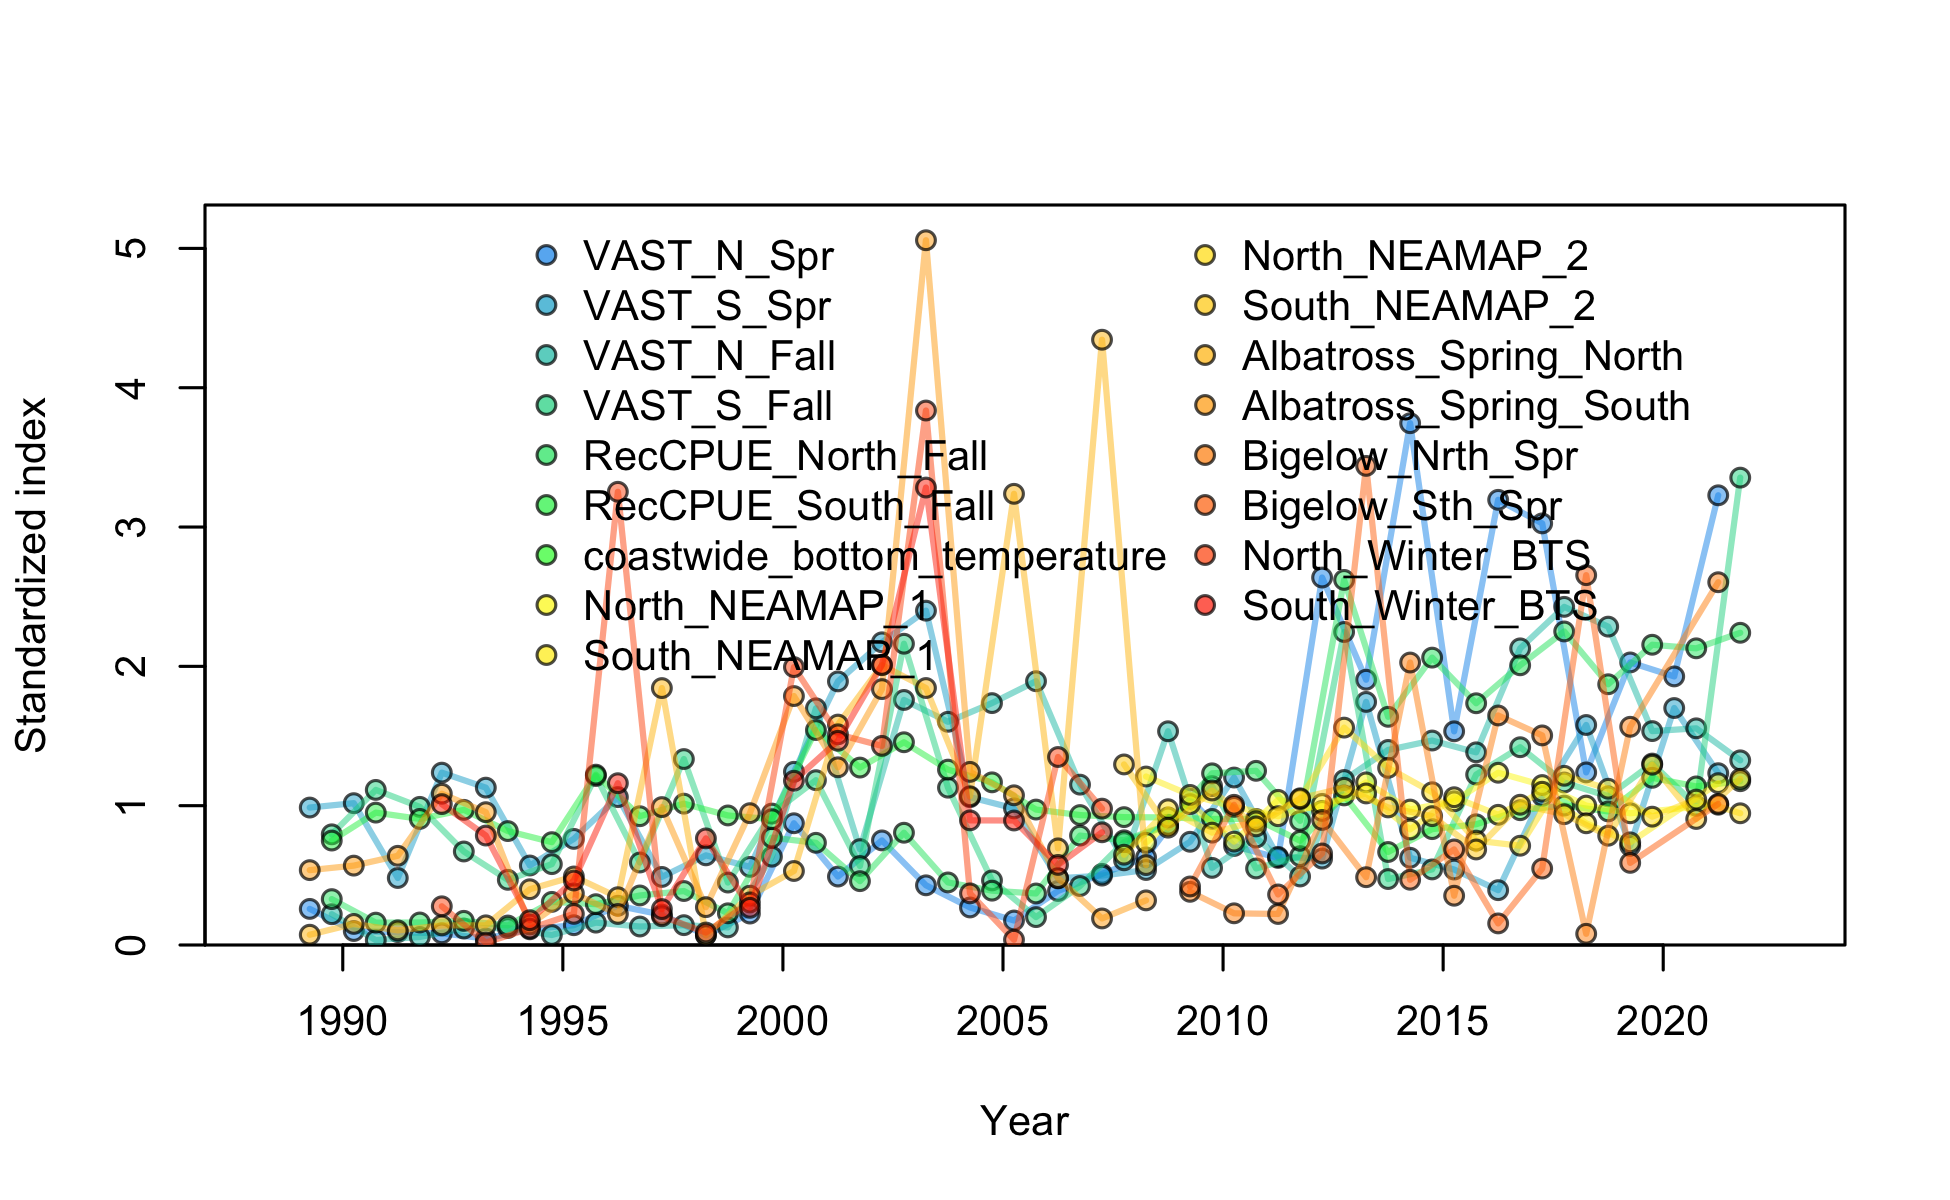 VAST_N_Spr
VAST_S_Spr
VAST_N_Fall
VAST_S_Fall
RecCPUE_North_Fall
RecCPUE_South_Fall
coastwide_bottom_temperature
North_NEAMAP_1
South_NEAMAP_1
North_NEAMAP_2
South_NEAMAP_2
Albatross_Spring_North
Albatross_Spring_South
Bigelow_Nrth_Spr
Bigelow_Sth_Spr
North_Winter_BTS
South_Winter_BTS
Standardized index
5
4
3
2
1
0
1990 1995 2000 2005 2010 2015 2020
Year